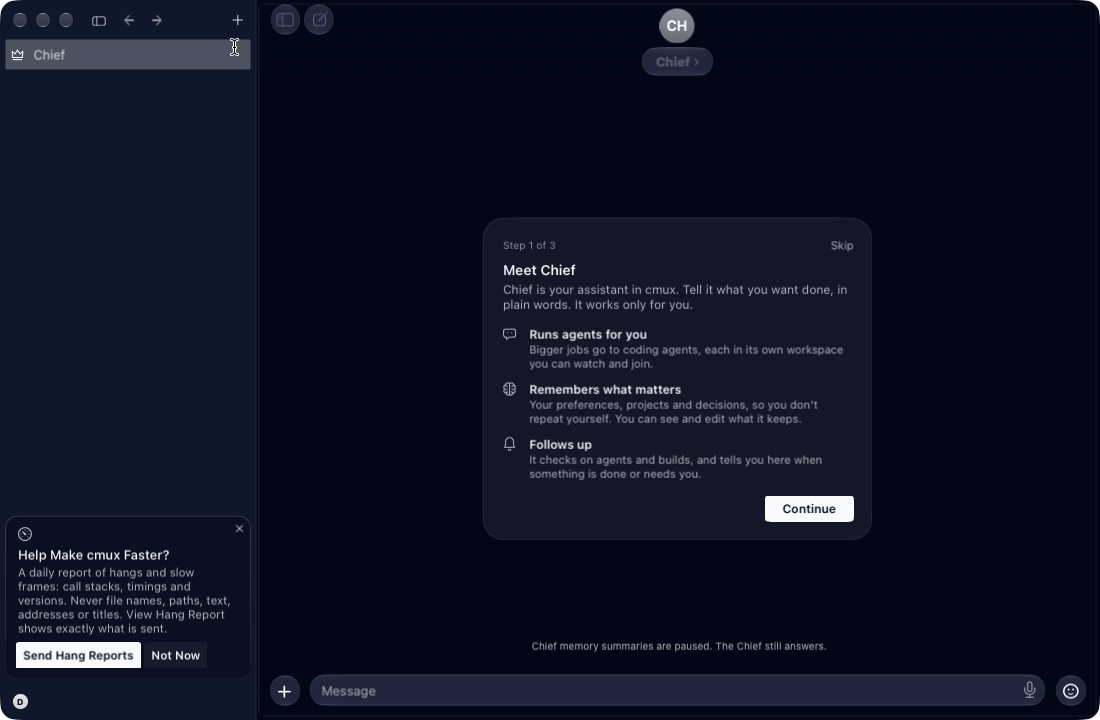 Chief
CH
Chief >
Step 1 of 3
Skip
Meet Chief
Chief is your assistant in cmux. Tell it what you want done, in
plain words. It works only for you.
Runs agents for you
Bigger jobs go to coding agents, each in its own workspace
you can watch and join.
Remembers what matters
Your preferences, projects and decisions, so you don't
repeat yourself. You can see and edit what it keeps.
Follows up
It checks on agents and builds, and tells you here when
something is done or needs you.
Continue
Help Make cmux Faster?
A daily report of hangs and slow
frames: call stacks, timings and
versions. Never file names, paths, text,
addresses or titles. View Hang Report
shows exactly what is sent.
Send Hang Reports
Not Now
Chief memory summaries are paused. The Chief still answers.
Message
D